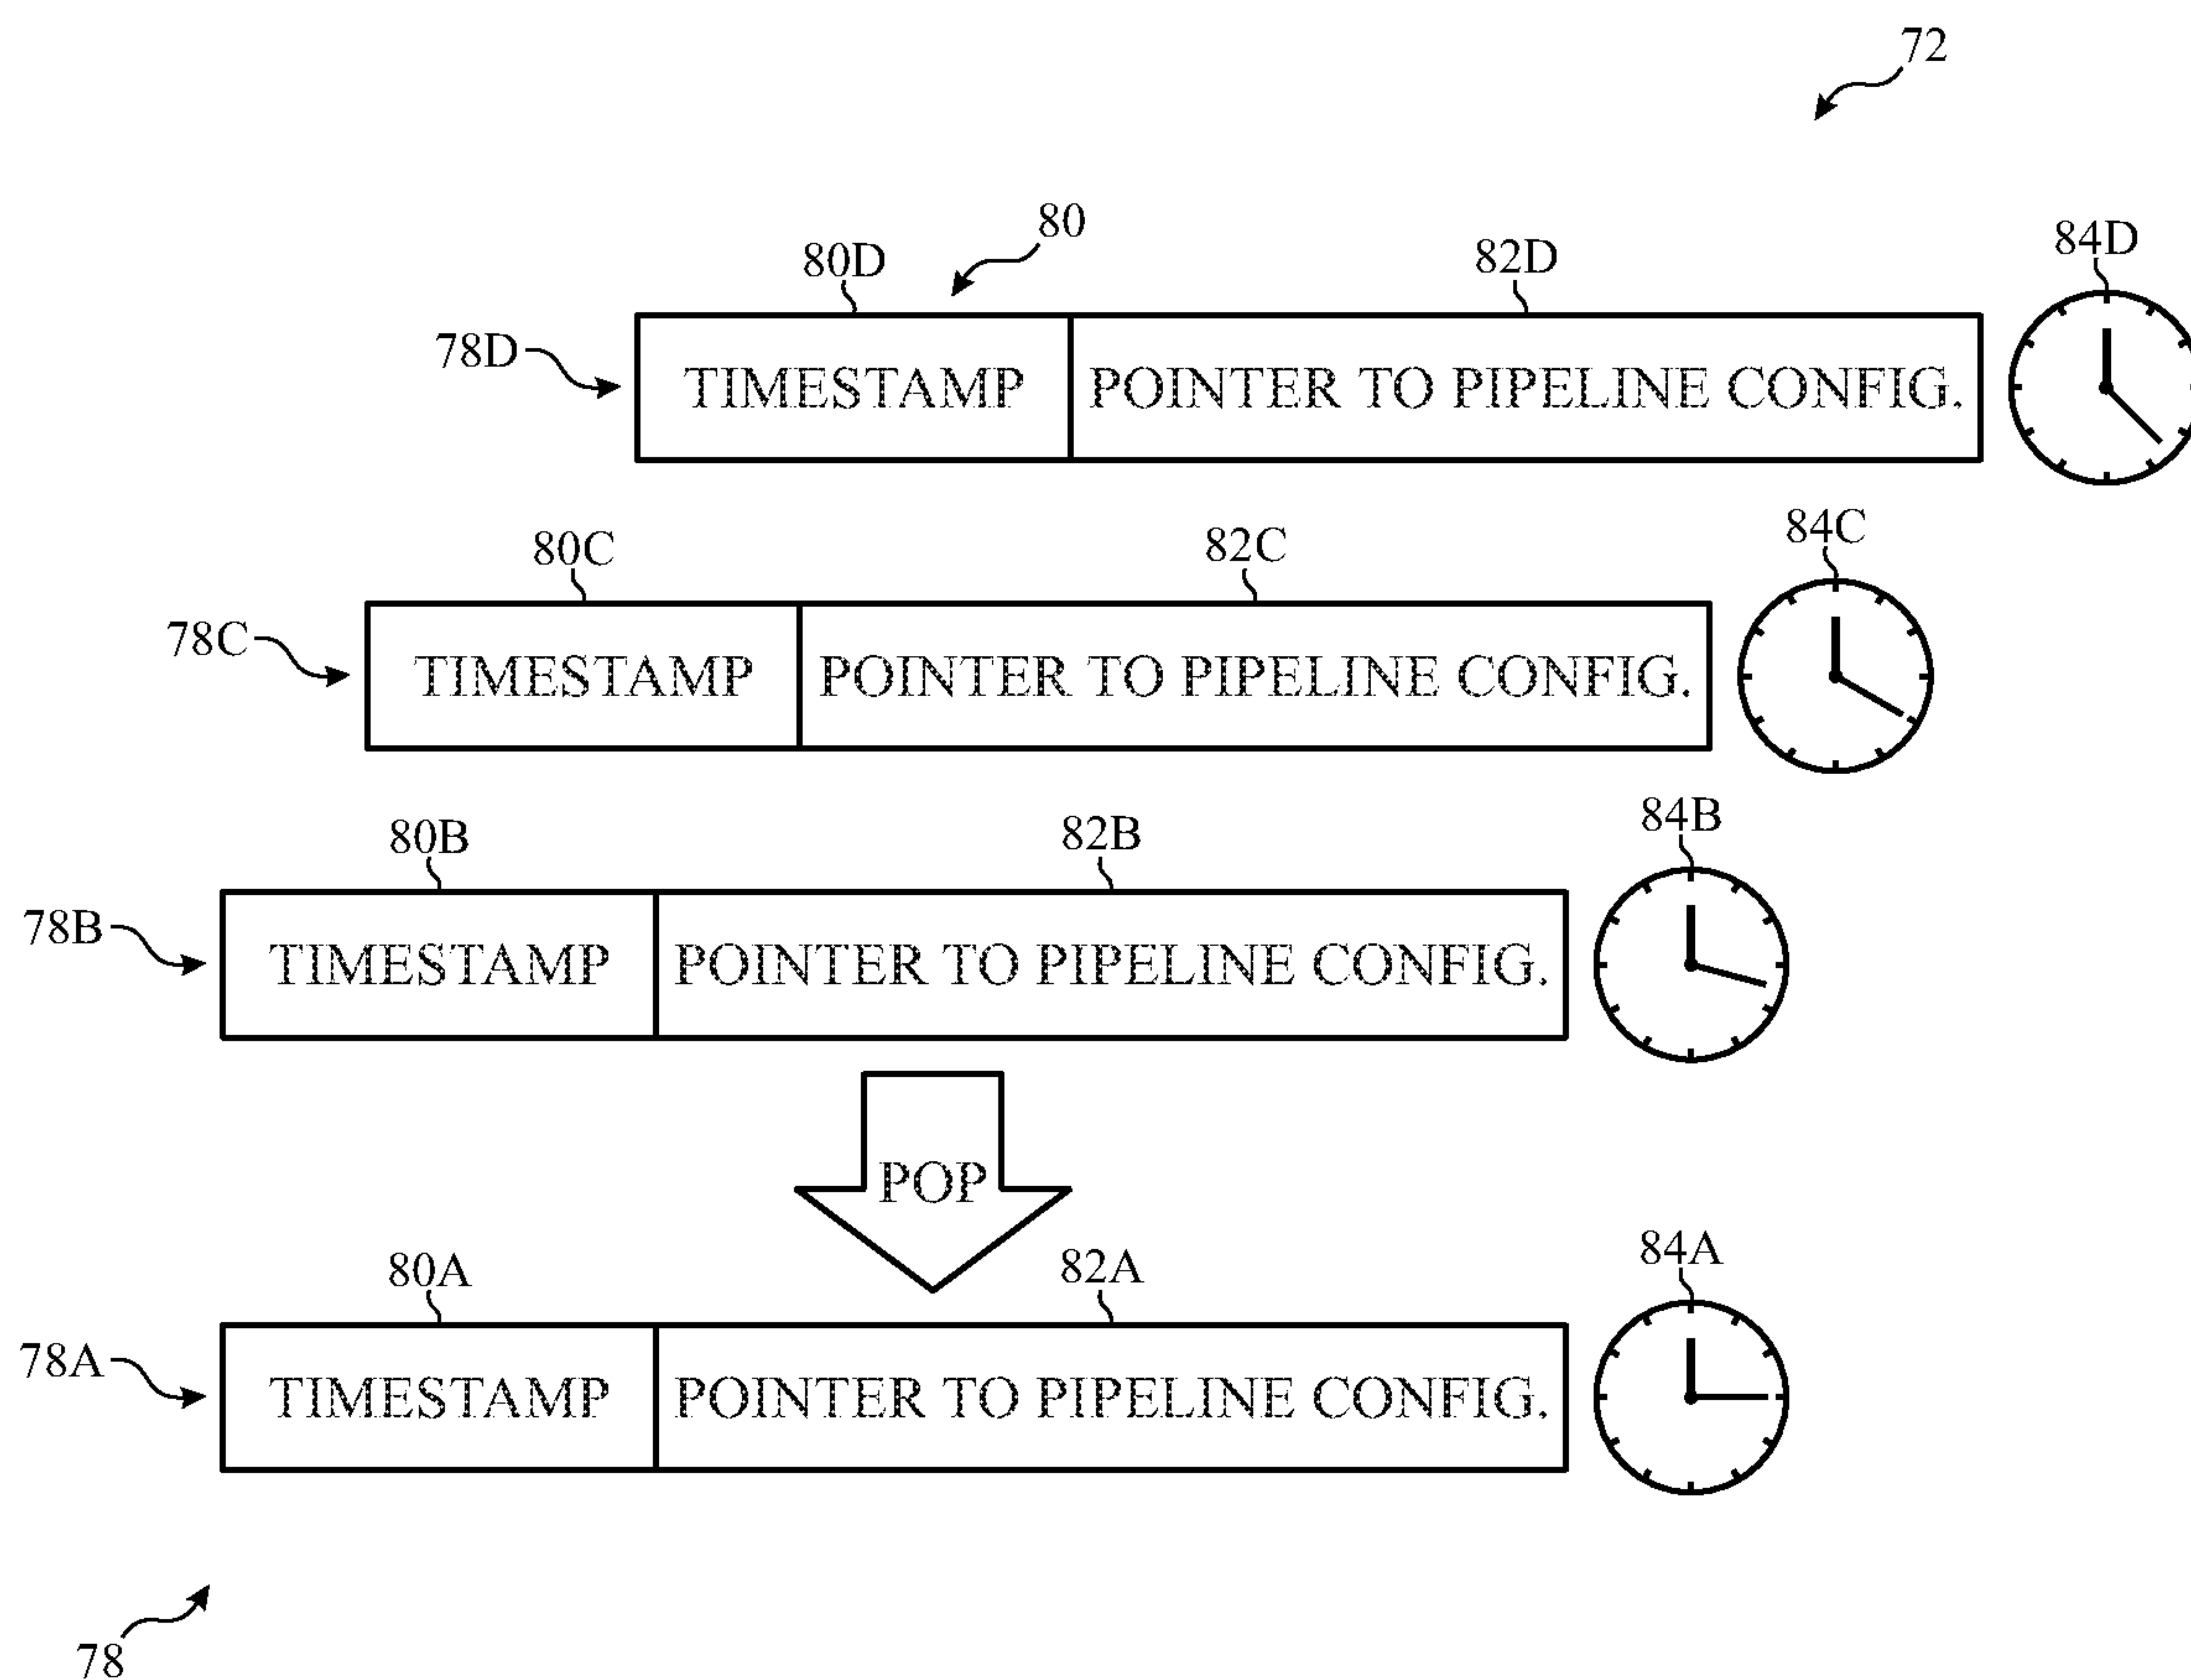 72
80
80D
82D
84D
78D
TIMESTAMP
POINTER TO PIPELINE CONFIG.
80C
82C
84C
78C
TIMESTAMP
POINTER TO PIPELINE CONFIG.
80B
82B
84B
78B
TIMESTAMP
POINTER TO PIPELINE CONFIG.
POP
80A
82A
84A
78A
TIMESTAMP
POINTER TO PIPELINE CONFIG.
78